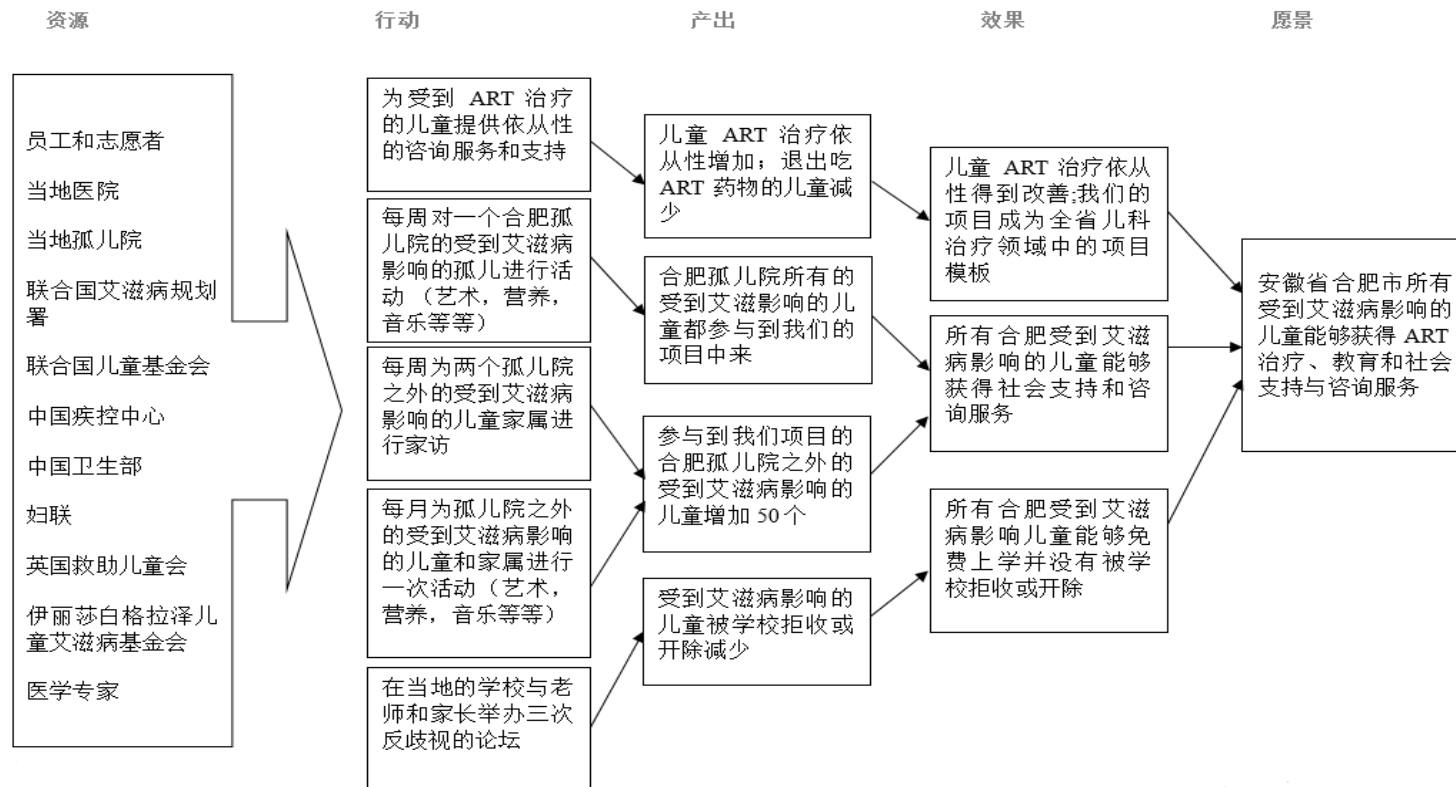 资源
行动
产出
效果
愿景
员工和志愿者
当地医院
当地孤儿院
联合国艾滋病规划
署
联合国儿童基金会
中国疾控中心
中国卫生部
妇联
英国救助儿童会
伊丽莎白格拉泽儿
童艾滋病基金会
医学专家
为受到 ART 治疗
的儿童提供依从性
的咨询服务和支持
每周对一个合肥孤
儿院的受到艾滋病
影响的孤儿进行活
动 （艺术，营养，
音乐等等）
每周为两个孤儿院
之外的受到艾滋病
影响的儿童家属进
行家访
每月为孤儿院之外
的受到艾滋病影响
的儿童和家属进行
一次活动（艺术，
营养，音乐等等）
在当地的学校与老
师和家长举办三次
反歧视的论坛
儿童 ART 治疗依
从性增加；退出吃
ART 药物的儿童减
少
合肥孤儿院所有的
受到艾滋影响的儿
童都参与到我们的
项目中来
参与到我们项目的
合肥孤儿院之外的
受到艾滋病影响的
儿童增加 50 个
受到艾滋病影响的
儿童被学校拒收或
开除减少
儿童 ART 治疗依从
性得到改善;我们的
项目成为全省儿科
治疗领域中的项目
模板
所有合肥受到艾滋
病影响的儿童能够
获得社会支持和咨
询服务
所有合肥受到艾滋
病影响儿童能够免
费上学并没有被学
校拒收或开除
安徽省合肥市所有
受到艾滋病影响的
儿童能够获得 ART
治疗、教育和社会
支持与咨询服务